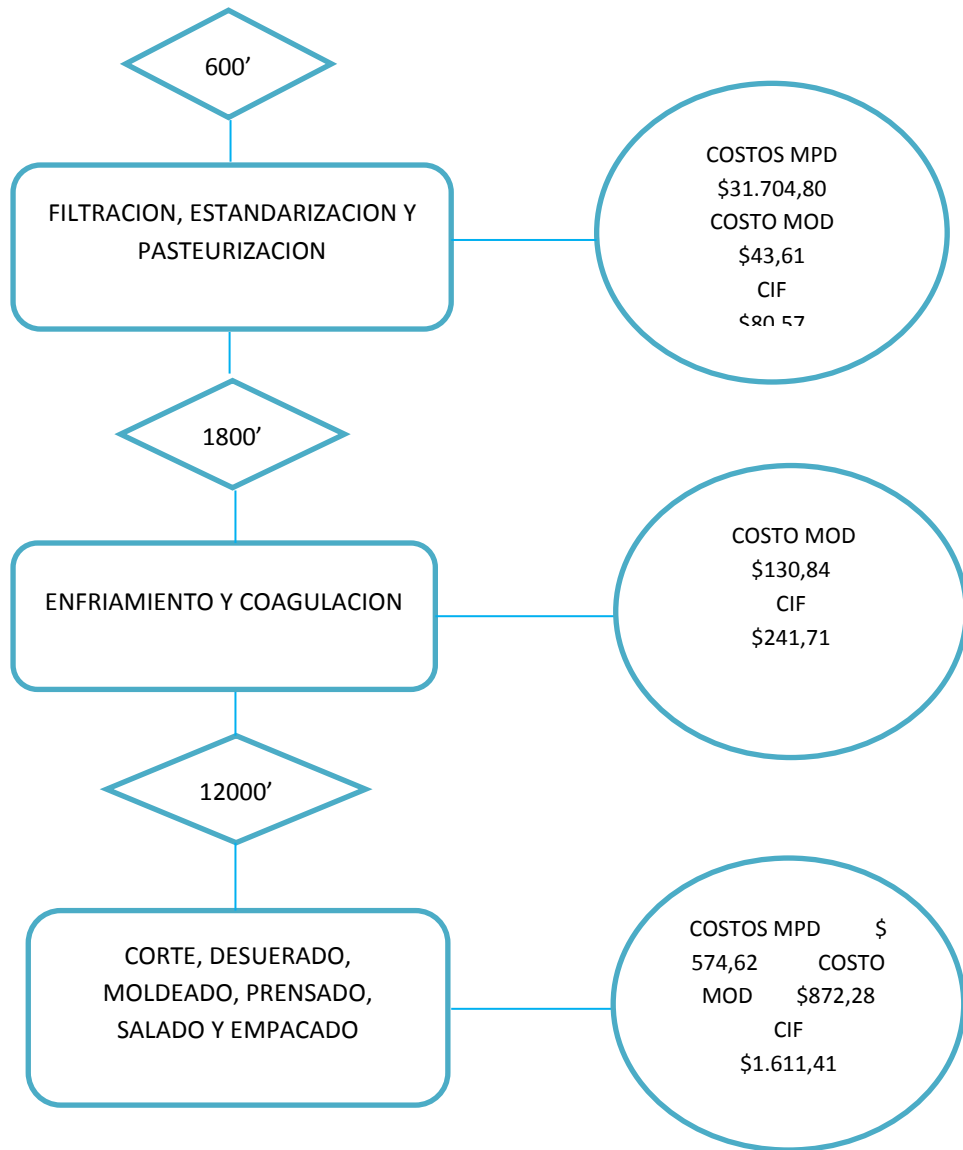 600’
FILTRACION, ESTANDARIZACION Y
PASTEURIZACION
COSTOS MPD
$31.704,80
COSTO MOD
$43,61
CIF
$80,57
1800’
ENFRIAMIENTO Y COAGULACION
COSTO MOD
$130,84
CIF
$241,71
12000’
CORTE, DESUERADO,
MOLDEADO, PRENSADO,
SALADO Y EMPACADO
COSTOS MPD $
574,62 COSTO
MOD $872,28
CIF
$1.611,41